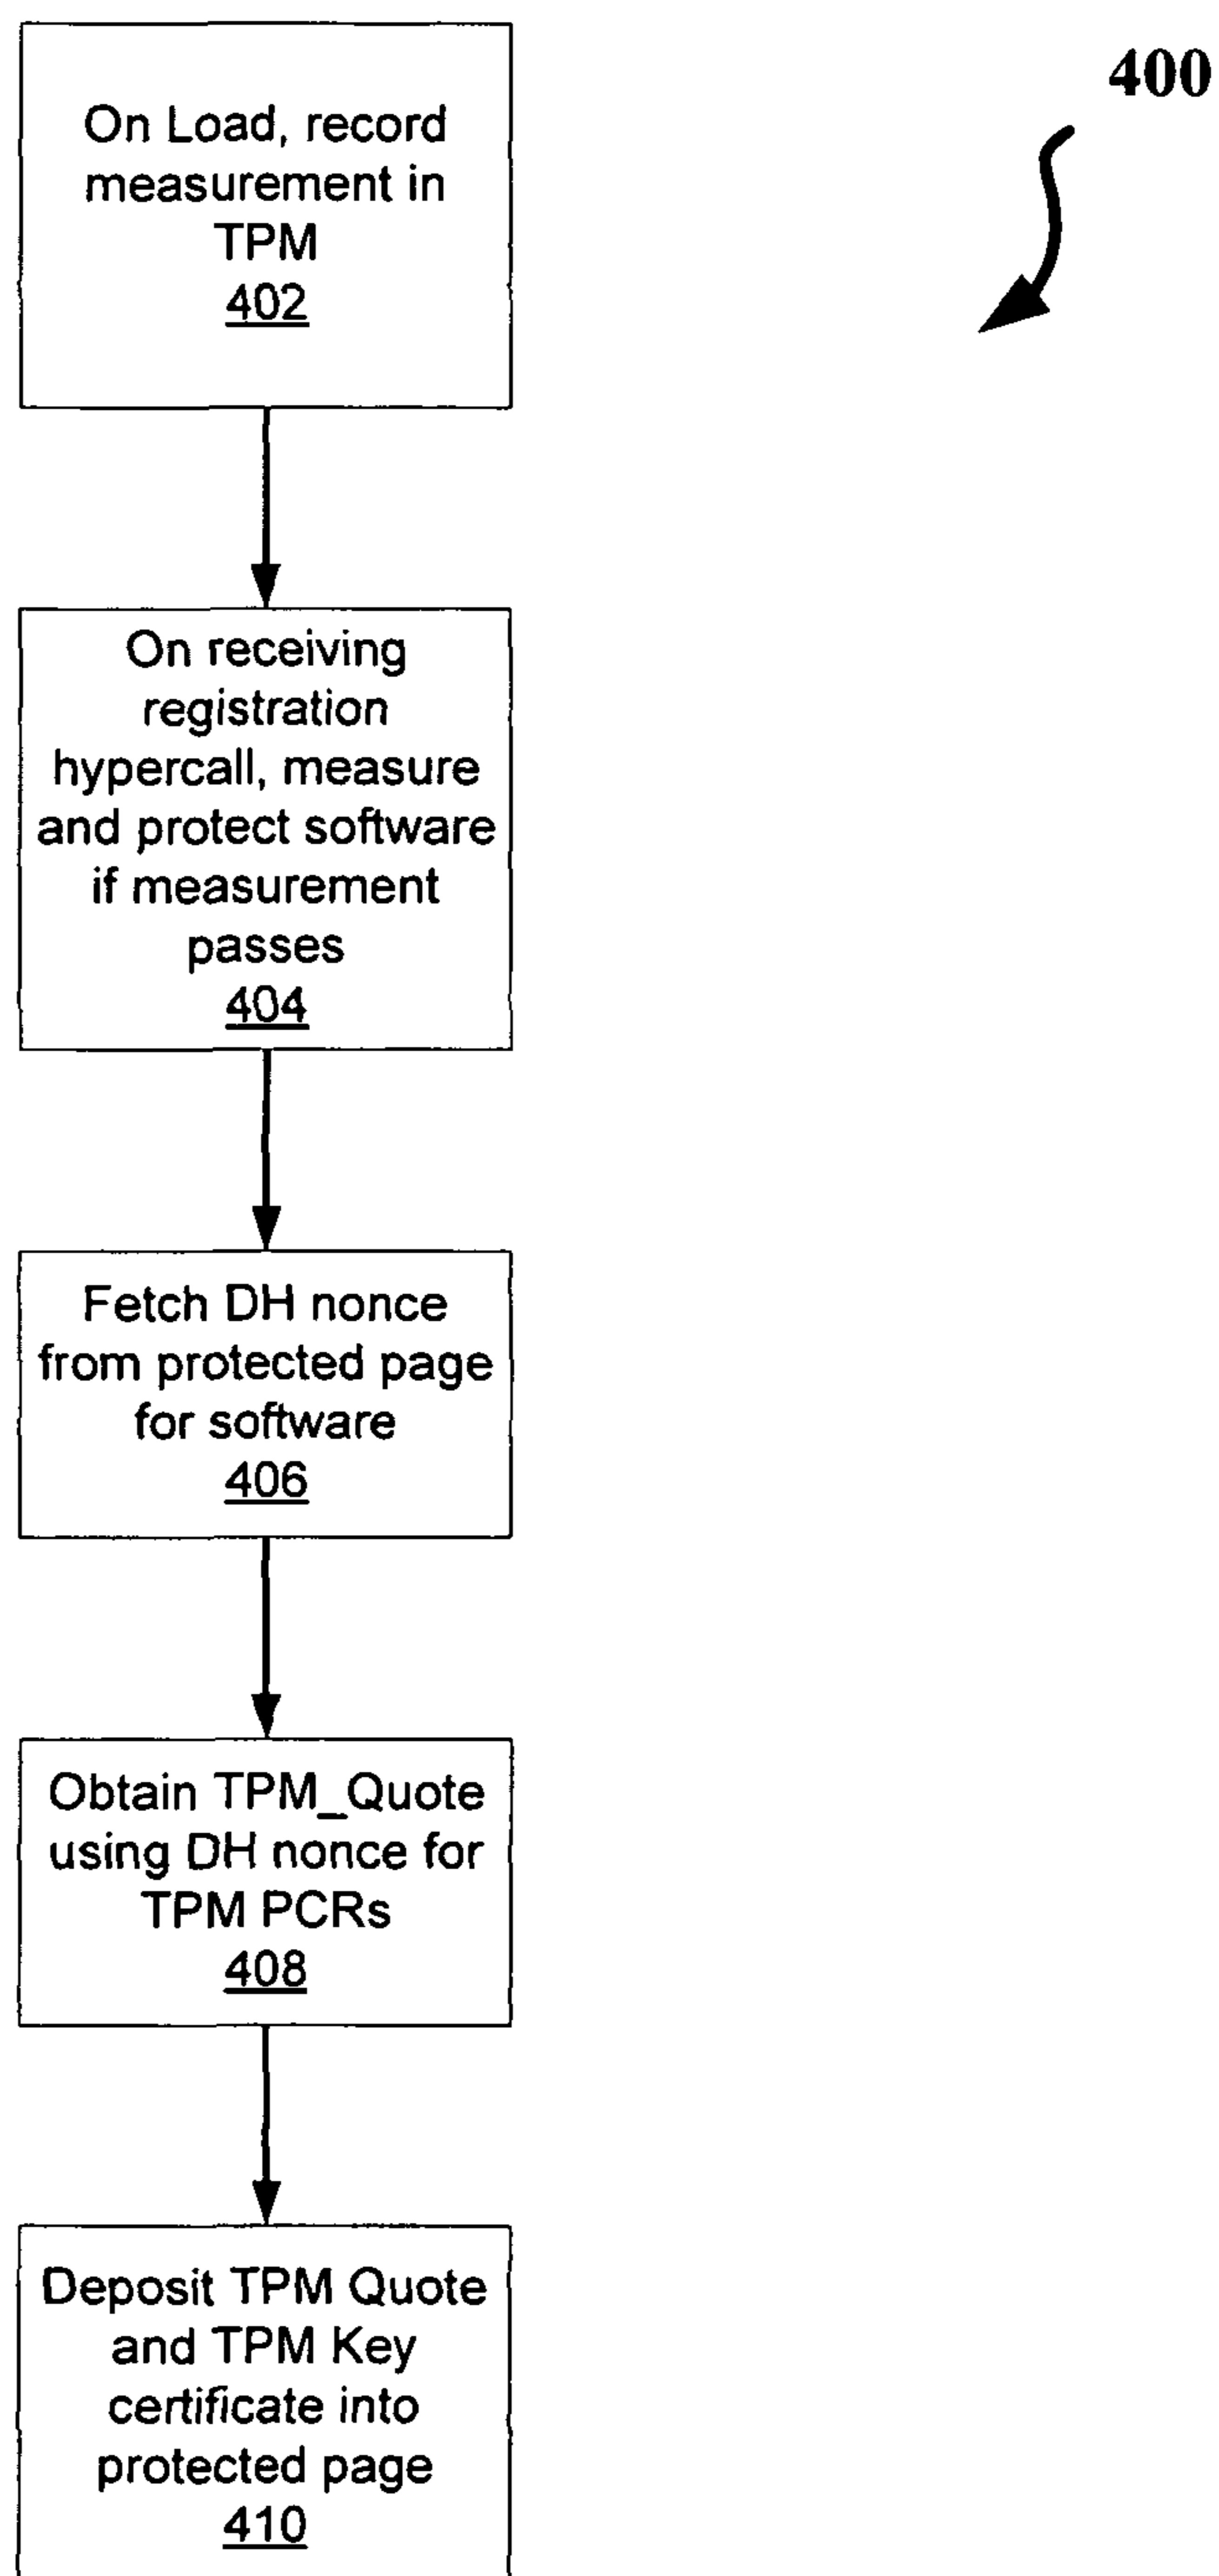 400
On Load, record
measurement in
TPM
402
On receiving
registration
hypercall, measure
and protect software
if measurement
passes
404
Fetch DH nonce
from protected page
for software
406
Obtain TPM_Quote
using DH nonce for
TPM PCRs
408
Deposit TPM Quote
and TPM Key
certificate into
protected page
410